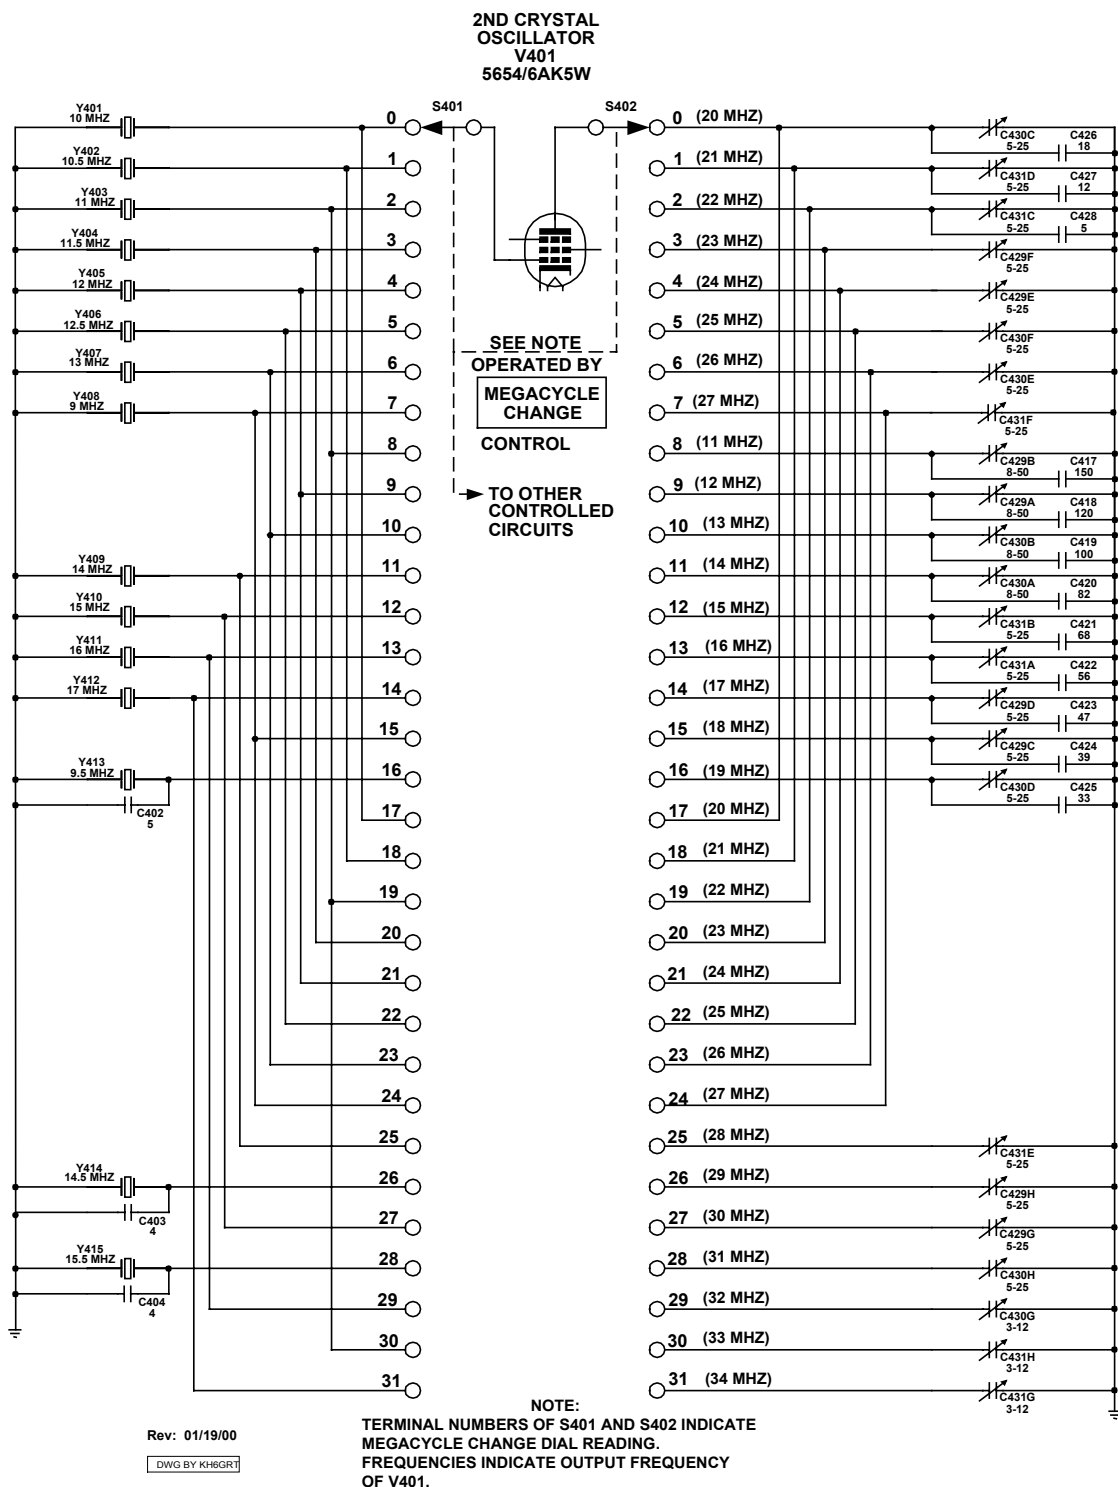 2ND CRYSTAL
OSCILLATOR
V401
5654/6AK5W
S401
S402
Y401
10 MHZ
0
0 (20 MHZ)
C430C
5-25
C426
18
Y402
10.5 MHZ
1
1 (21 MHZ)
C431D
5-25
C427
12
Y403
11 MHZ
2
2 (22 MHZ)
C431C
5-25
C428
5
Y404
11.5 MHZ
3
3 (23 MHZ)
C429F
5-25
Y405
12 MHZ
4
4 (24 MHZ)
C429E
5-25
Y406
12.5 MHZ
5
5 (25 MHZ)
C430F
5-25
SEE NOTE
OPERATED BY
MEGACYCLE
CHANGE
CONTROL
TO OTHER
CONTROLLED
CIRCUITS
Y407
13 MHZ
6
6 (26 MHZ)
C430E
5-25
Y408
9 MHZ
7
7 (27 MHZ)
C431F
5-25
8
8 (11 MHZ)
C429B
8-50
C417
150
9
9 (12 MHZ)
C429A
8-50
C418
120
10
10 (13 MHZ)
C430B
8-50
C419
100
Y409
14 MHZ
11
11 (14 MHZ)
C430A
8-50
C420
82
Y410
15 MHZ
12
12 (15 MHZ)
C431B
5-25
C421
68
Y411
16 MHZ
13
13 (16 MHZ)
C431A
5-25
C422
56
Y412
17 MHZ
14
14 (17 MHZ)
C429D
5-25
C423
47
15
15 (18 MHZ)
C429C
5-25
C424
39
Y413
9.5 MHZ
C402
5
16
16 (19 MHZ)
C430D
5-25
C425
33
17
17 (20 MHZ)
18
18 (21 MHZ)
19
19 (22 MHZ)
20
20 (23 MHZ)
21
21 (24 MHZ)
22
22 (25 MHZ)
23
23 (26 MHZ)
24
24 (27 MHZ)
25
25 (28 MHZ)
C431E
5-25
Y414
14.5 MHZ
C403
4
26
26 (29 MHZ)
C429H
5-25
27
27 (30 MHZ)
C429G
5-25
Y415
15.5 MHZ
C404
4
28
28 (31 MHZ)
C430H
5-25
29
29 (32 MHZ)
C430G
3-12
30
30 (33 MHZ)
C431H
3-12
31
31 (34 MHZ)
C431G
3-12
NOTE:
TERMINAL NUMBERS OF S401 AND S402 INDICATE
MEGACYCLE CHANGE DIAL READING.
FREQUENCIES INDICATE OUTPUT FREQUENCY
OF V401.
Rev: 01/19/00
DWG BY KH6GRT